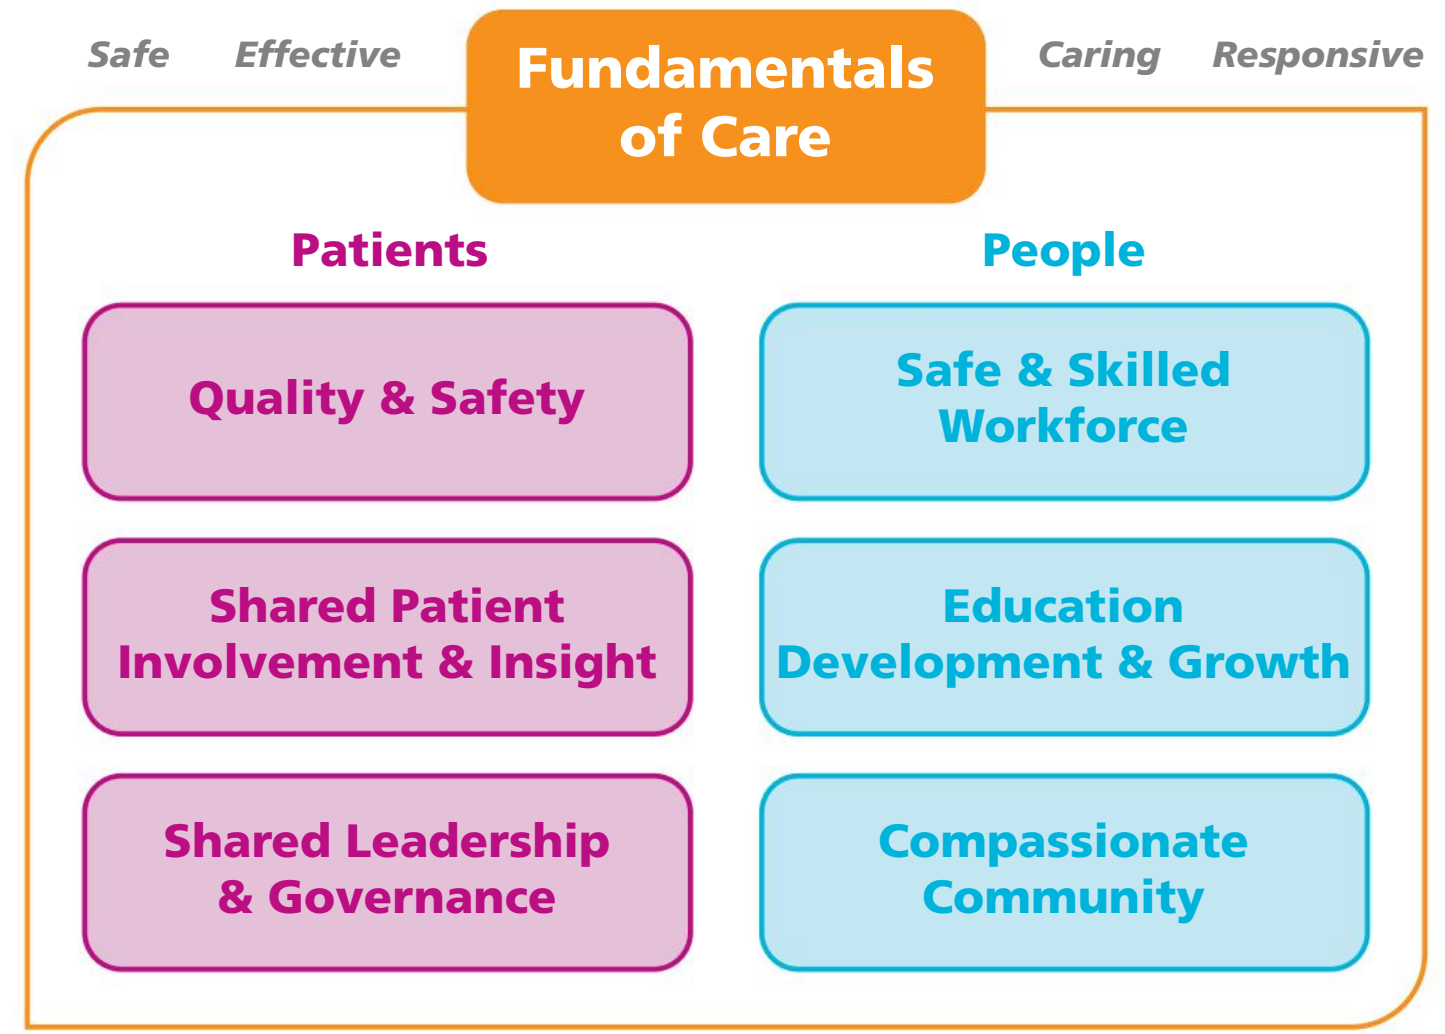 Safe Effective Caring Responsive
Fundamentals
of Care
Patients
Quality & Safety
Shared Patient
Involvement & Insight
Shared Leadership
& Governance
People
Safe & Skilled
Workforce
Education
Development & Growth
Compassionate
Community